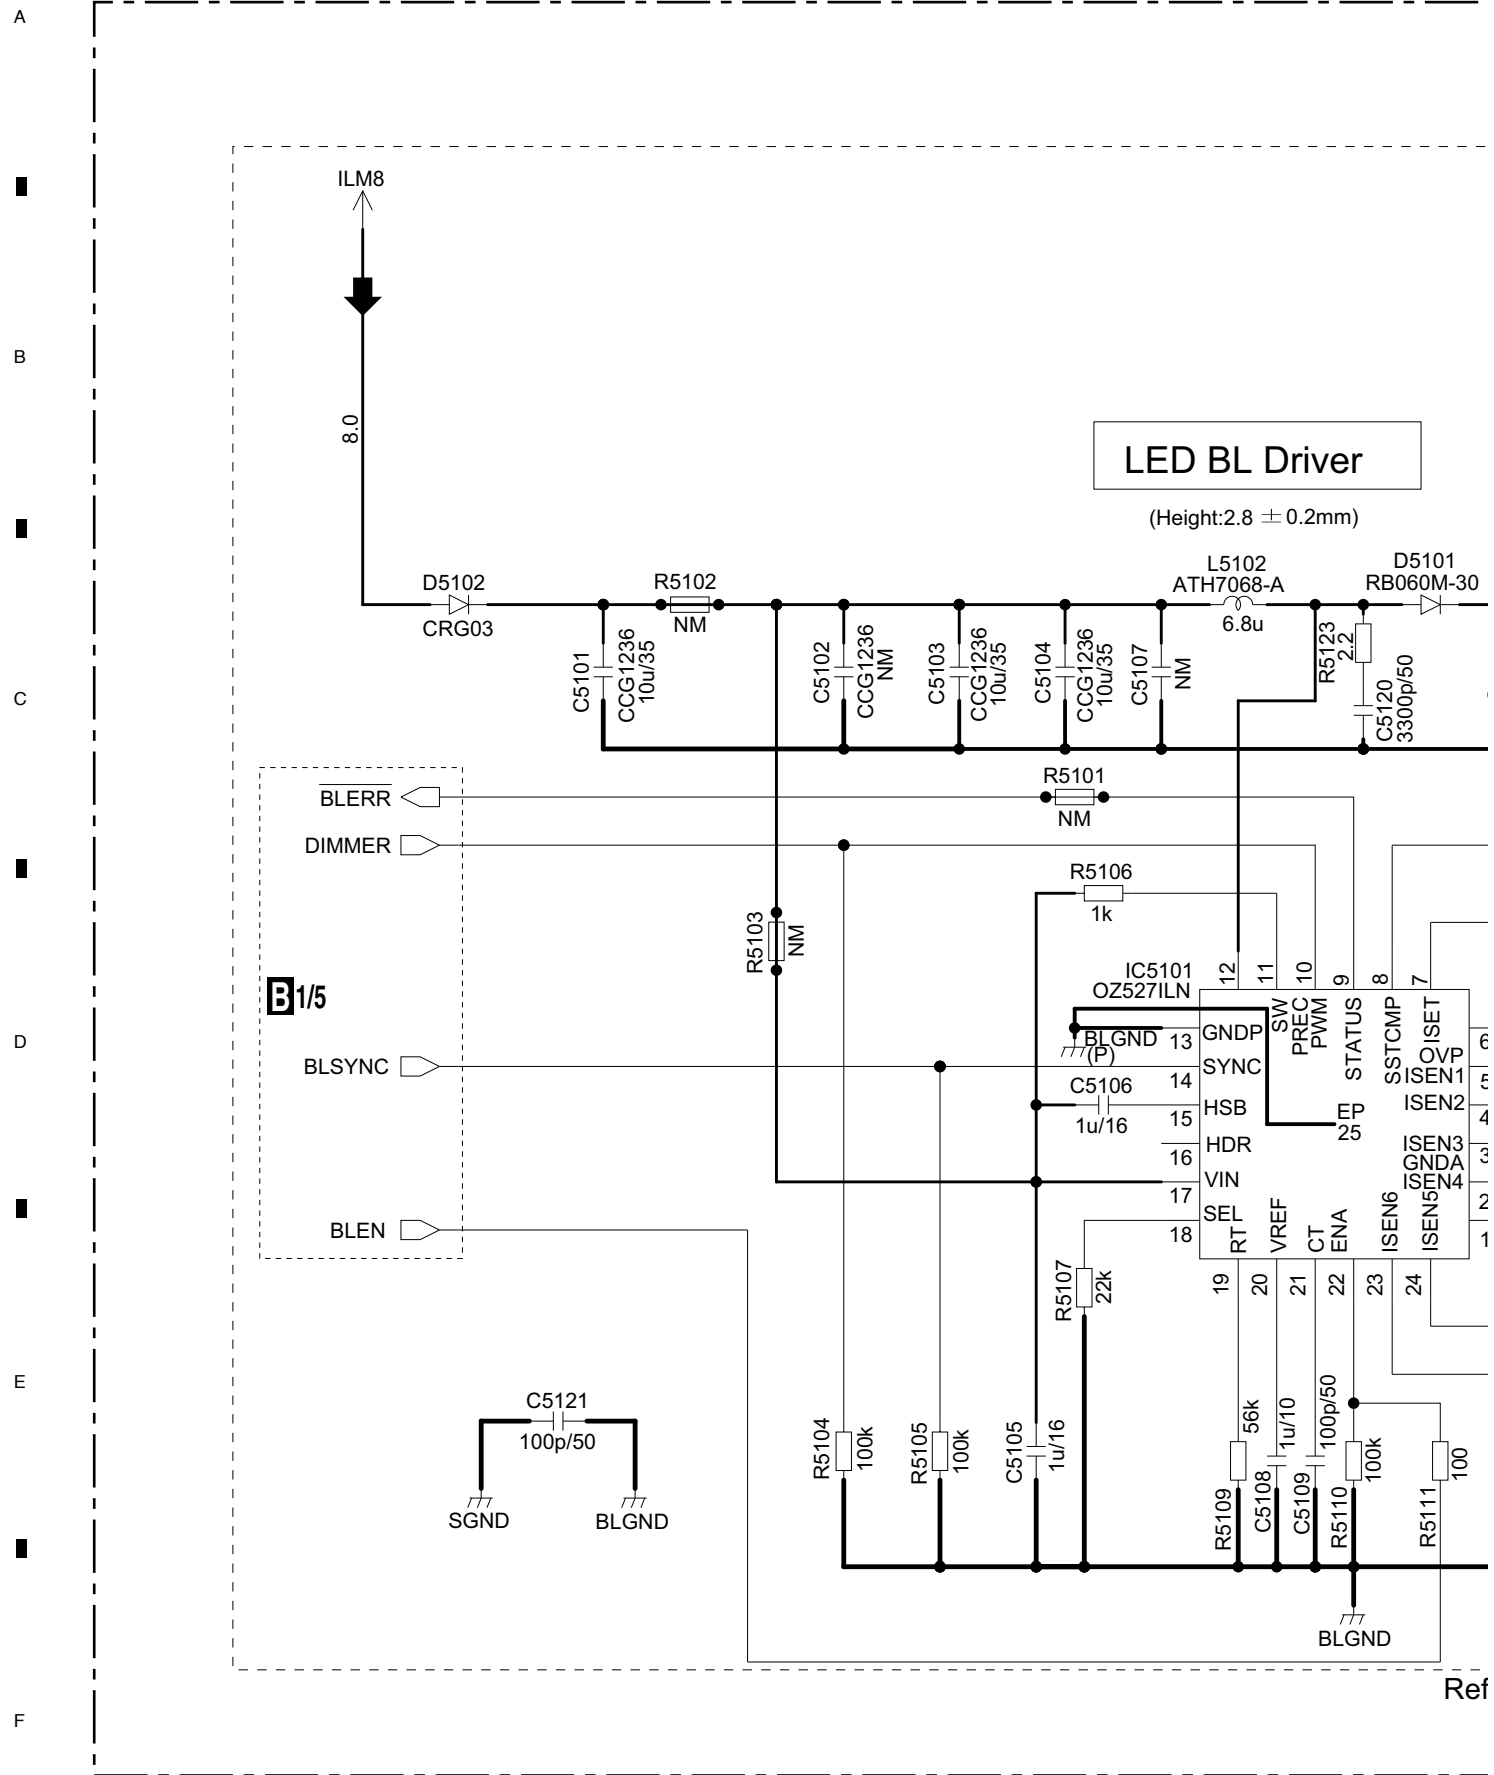 A
ILM8
B
8.0
LED BL Driver
(Height:2.8 ±0.2mm)
D5102
CRG03
R5102
NM
L5102
ATH7068-A
6.8u
D5101
RB060M-30
C
C5101
CCG1236
10u/35
C5102
CCG1236
NM
C5103
CCG1236
10u/35
C5104
CCG1236
10u/35
C5107
NM
R5123
2.2
C5120
3300p/50
BLERR
R5101
NM
DIMMER
R5106
1k
R5103
NM
B 1/5
IC5101
OZ527ILN
12
11
10
9
8
7
SW
PREC
PWM
STATUS
SSTCMP
ISET
D
BLGND
(P)
13
GNDP
OVP
6
BLSYNC
14
SYNC
ISEN1
5
C5106
1u/16
15
HSB
ISEN2
4
EP
25
16
HDR
ISEN3
3
GNDA
17
VIN
ISEN4
2
BLEN
18
SEL
1
RT
VREF
CT
ENA
ISEN6
ISEN5
19
20
21
22
23
24
R5107
22k
E
C5121
100p/50
SGND
BLGND
R5104
100k
R5105
100k
C5105
1u/16
R5109
56k
C5108
1u/10
C5109
100p/50
R5110
100k
R5111
100
BLGND
Ref
F